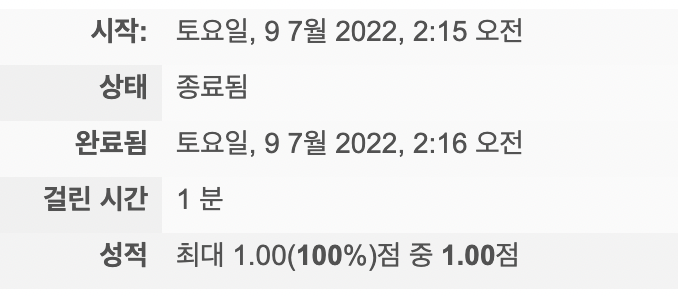 시작: 토요일, 9 7월 2022, 2:15 오전
상태 종료됨
완료됨 토요일, 9 7월 2022, 2:16 오전
걸린 시간 1 분
성적 최대 1.00(100%)점 중 1.00점